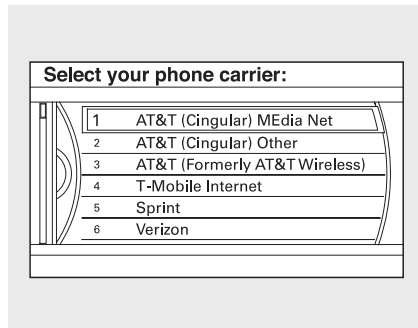 Select your phone carrier:
1 AT&T (Cingular) MEdia Net
2 AT&T (Cingular) Other
3 AT&T (Formerly AT&T Wireless)
4 T-Mobile Internet
5 Sprint
6 Verizon